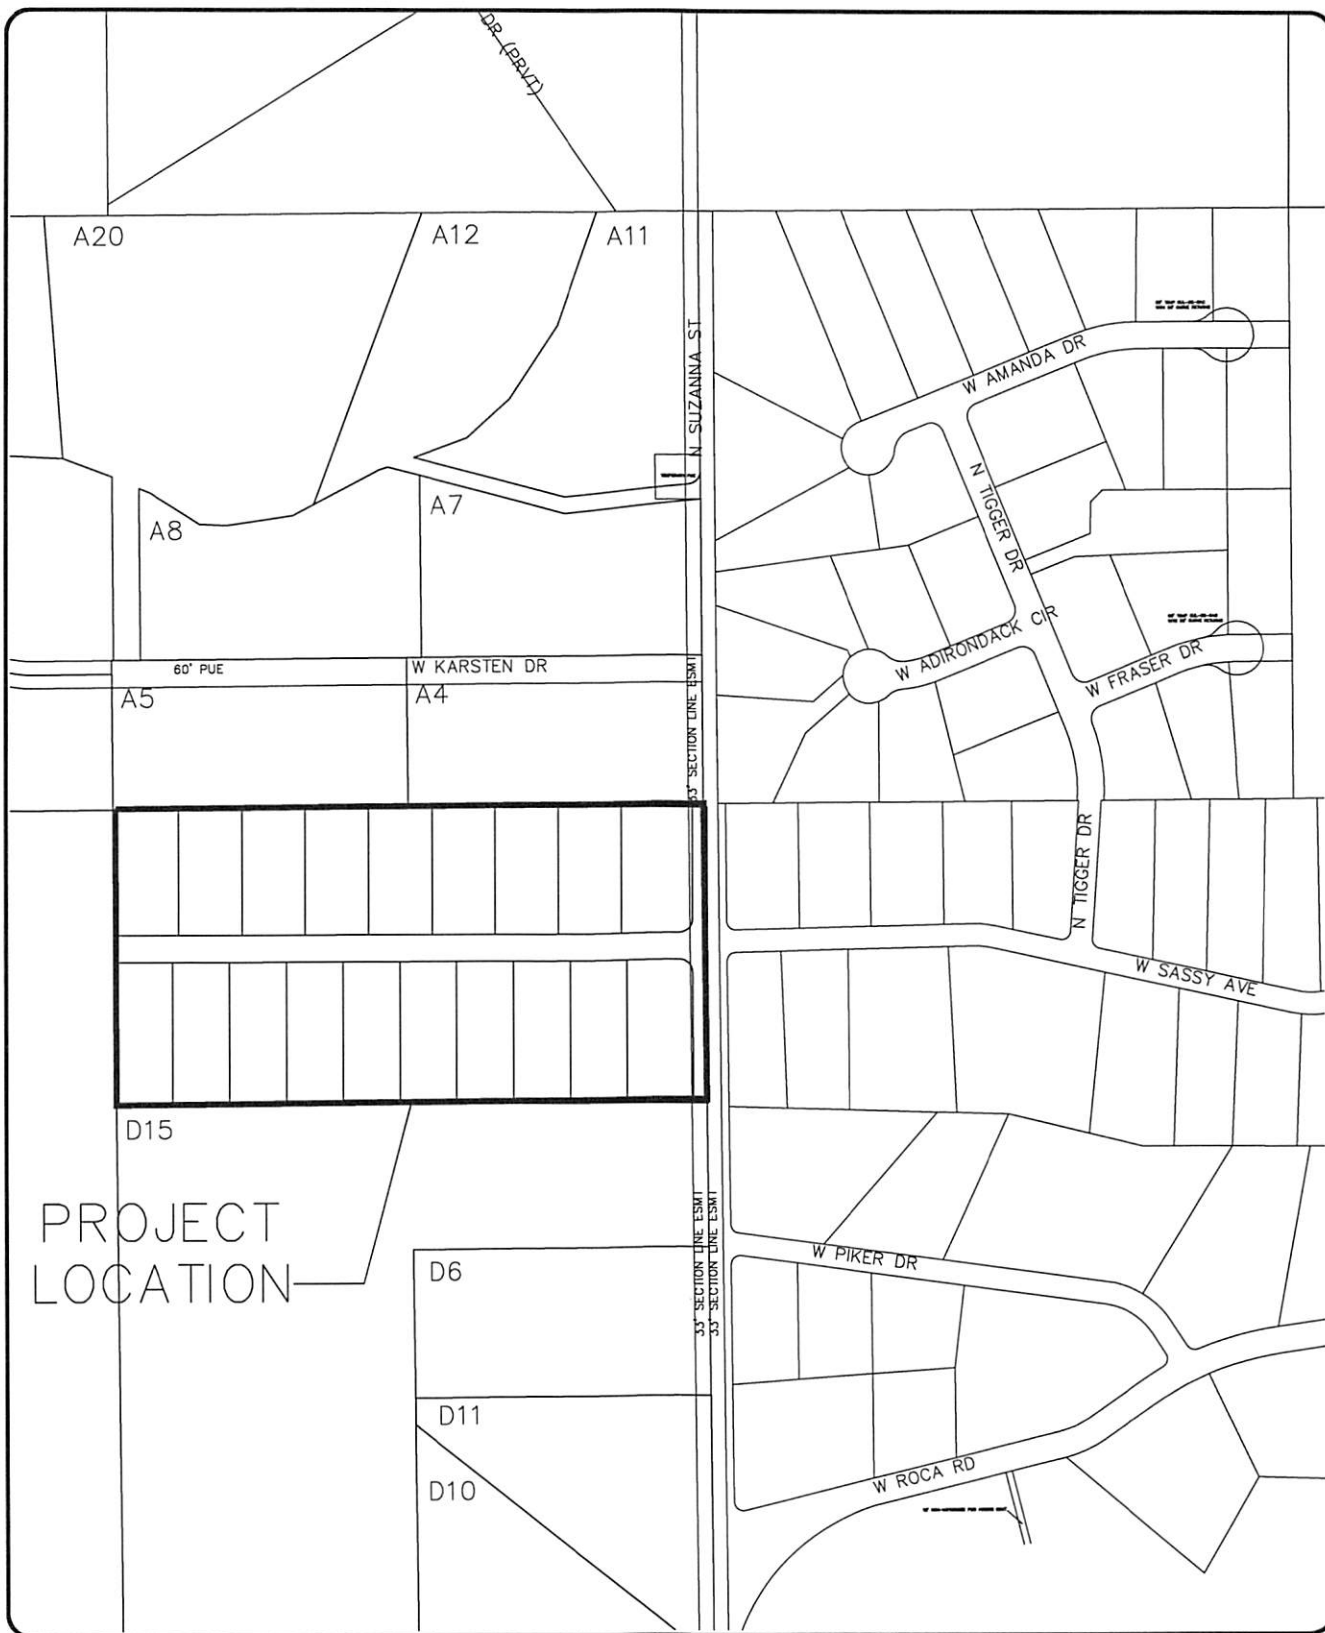 DR (PRVT)
A20
A12
A11
N SUZANNA ST
W AMANDA DR
N TIGGER DR
A7
A8
W ADIRONDACK CIR
W FRASER DR
60' PUE
W KARSTEN DR
A5
A4
33' SECTION LINE ESMT
N TIGGER DR
W SASSY AVE
D15
PROJECT
LOCATION
33' SECTION LINE ESMT
33' SECTION LINE ESMT
W PIKER DR
D6
D11
D10
W ROCA RD